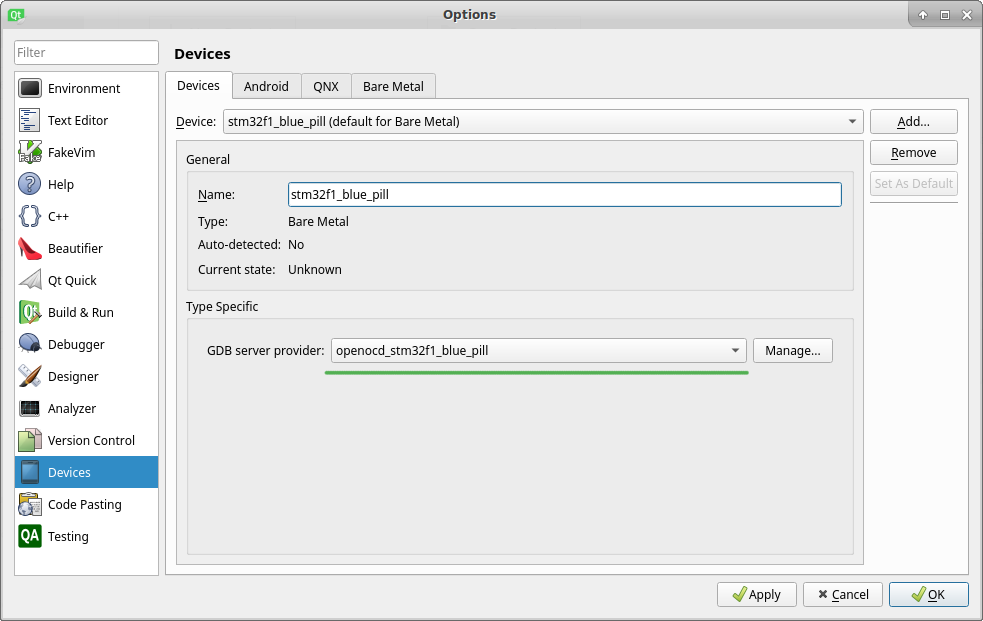 Qt
Options
Filter
Environment
Text Editor
FakeVim
Help
C++
Beautifier
Qt Quick
Build & Run
Debugger
Designer
Analyzer
Version Control
Devices
Code Pasting
QA Testing
Devices
Devices Android QNX Bare Metal
Device: stm32f1_blue_pill (default for Bare Metal) Add...
Remove
Set As Default
General
Name: stm32f1_blue_pill
Type: Bare Metal
Auto-detected: No
Current state: Unknown
Type Specific
GDB server provider: openocd_stm32f1_blue_pill Manage...
Apply Cancel OK